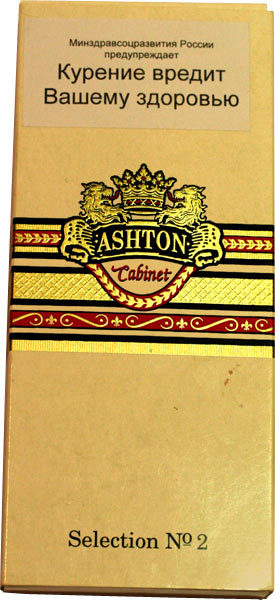 Минздравсоцразвития России
предупреждает
Курение вредит
Вашему здоровью
ASHTON
Cabinet
Selection Nº 2